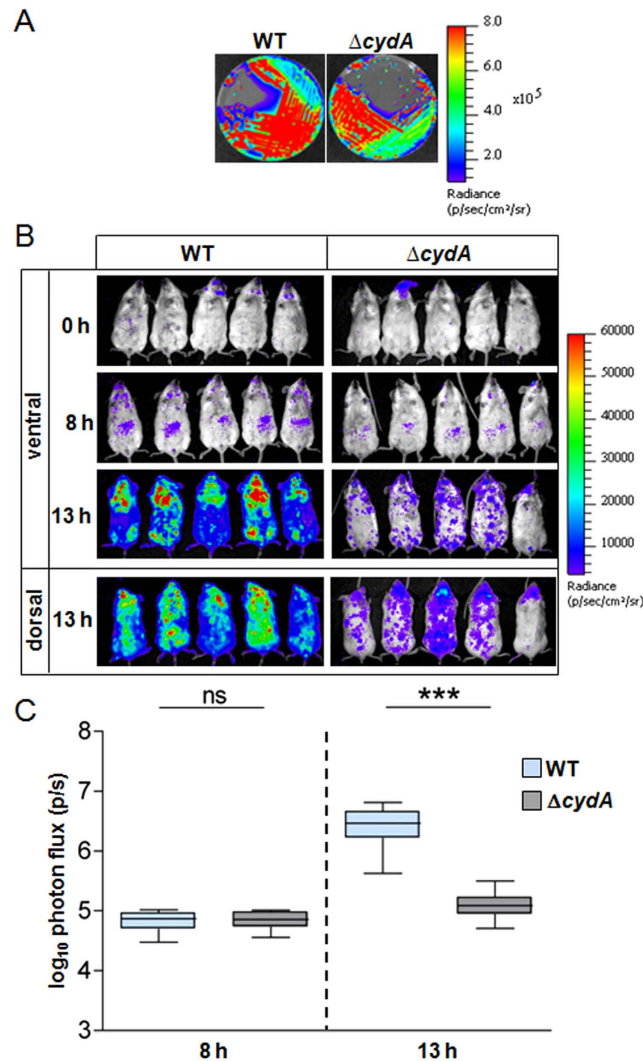 A
WT
ΔcydA
8.0
6.0
x10⁵
4.0
2.0
Radiance
(p/sec/cm²/sr)
B
WT
ΔcydA
ventral
0 h
8 h
13 h
dorsal
13 h
60000
50000
40000
30000
20000
10000
Radiance
(p/sec/cm²/sr)
C
ns
***
log₁₀ photon flux (p/s)
8
7
6
5
4
3
WT
ΔcydA
8 h
13 h